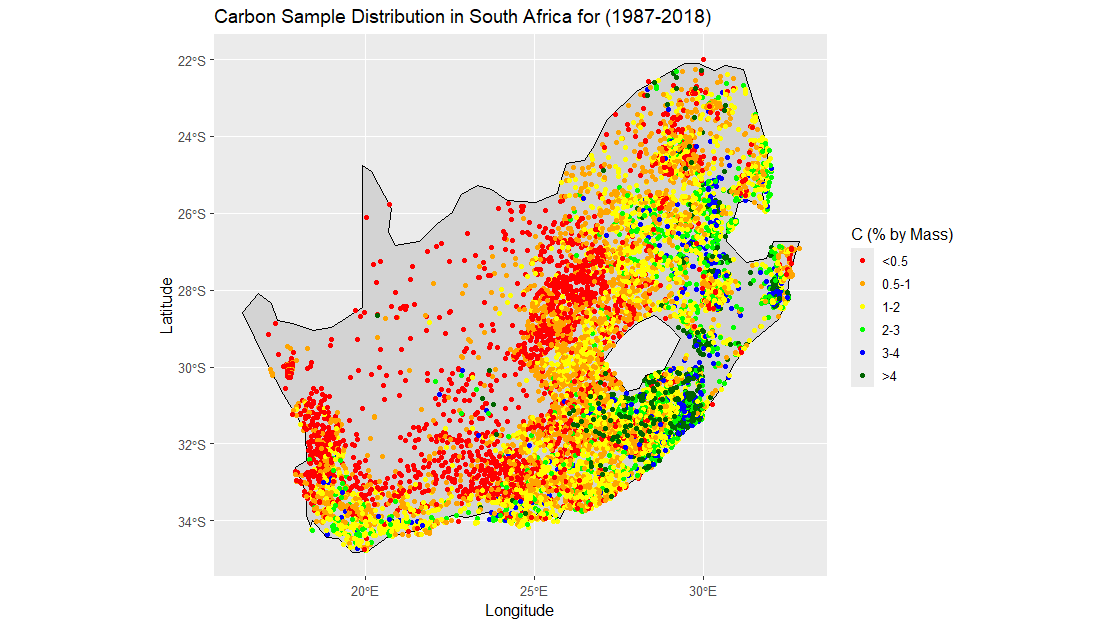 Carbon Sample Distribution in South Africa for (1987-2018)
22°S
24°S
26°S
28°S
30°S
32°S
34°S
Latitude
20°E
25°E
30°E
Longitude
C (% by Mass)
<0.5
0.5-1
1-2
2-3
3-4
>4